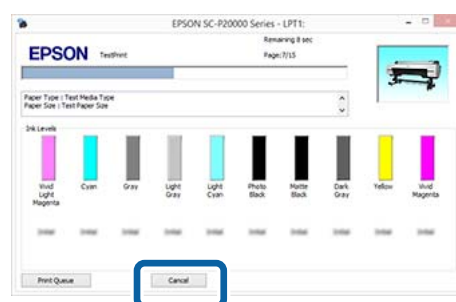 EPSON SC-P20000 Series - LPT1:
EPSON TestPrint
Remaining 8 sec
Page:7/15
Paper Type : Test Media Type
Paper Size : Test Paper Size
Ink Levels
Vivid Light Magenta
Cyan
Gray
Light Gray
Light Cyan
Photo Black
Matte Black
Dark Gray
Yellow
Vivid Magenta
Print Queue
Cancel